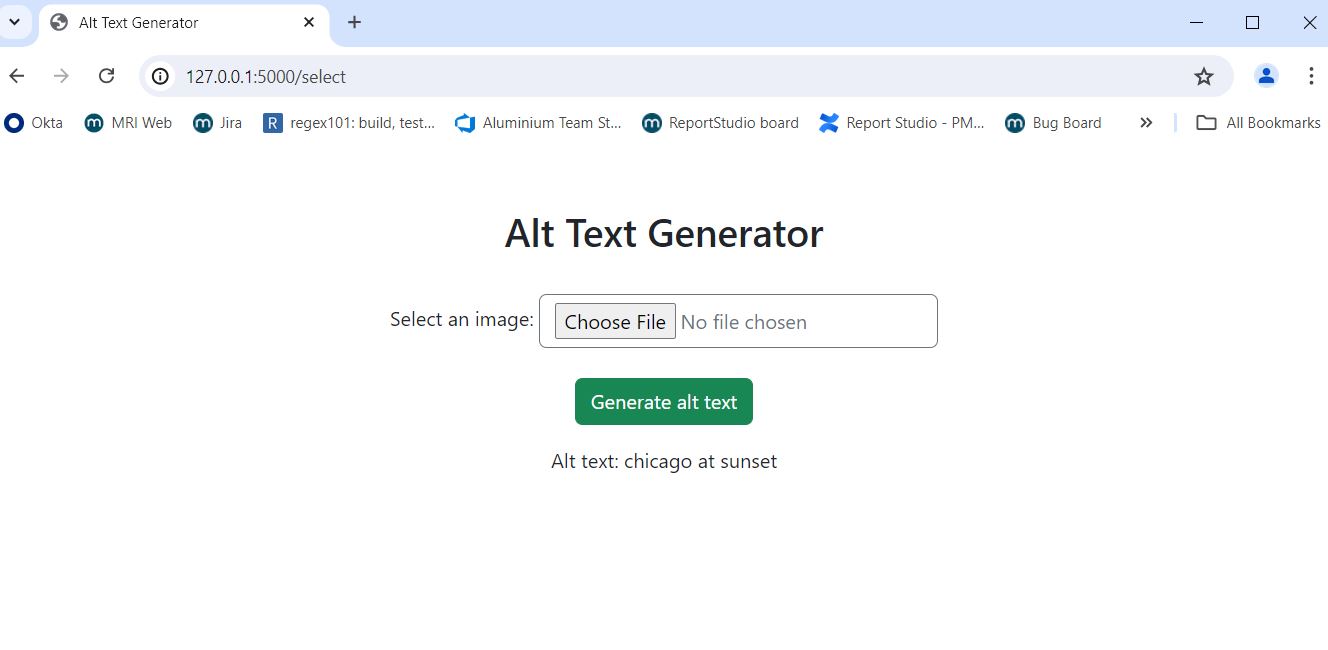 Alt Text Generator
127.0.0.1:5000/select
Okta m MRI Web m Jira R regex101: build, test... Aluminium Team St... m ReportStudio board Report Studio - PM... m Bug Board All Bookmarks
Alt Text Generator
Select an image: Choose File No file chosen
Generate alt text
Alt text: chicago at sunset